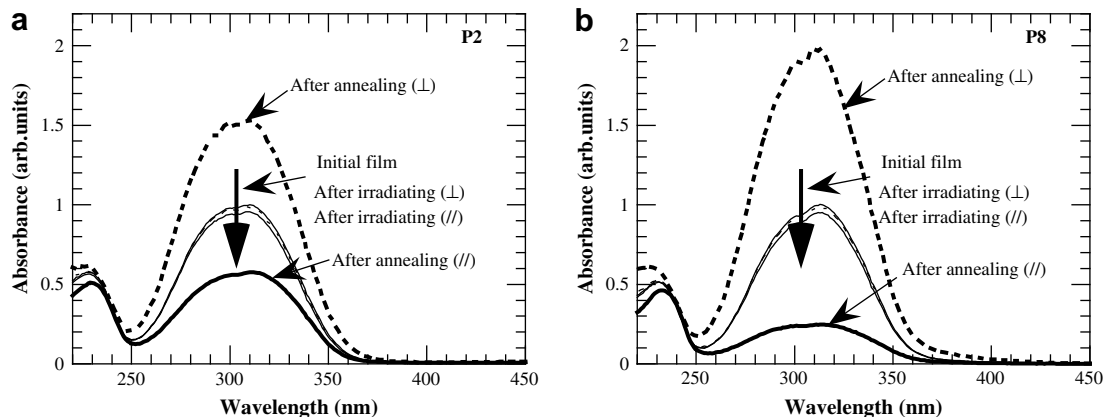 a
P2
After annealing (⊥)
Initial film
After irradiating (⊥)
After irradiating (//)
After annealing (//)
Absorbance (arb.units)
2
1.5
1
0.5
0
250
300
350
400
450
Wavelength (nm)
b
P8
After annealing (⊥)
Initial film
After irradiating (⊥)
After irradiating (//)
After annealing (//)
Absorbance (arb.units)
2
1.5
1
0.5
0
250
300
350
400
450
Wavelength (nm)